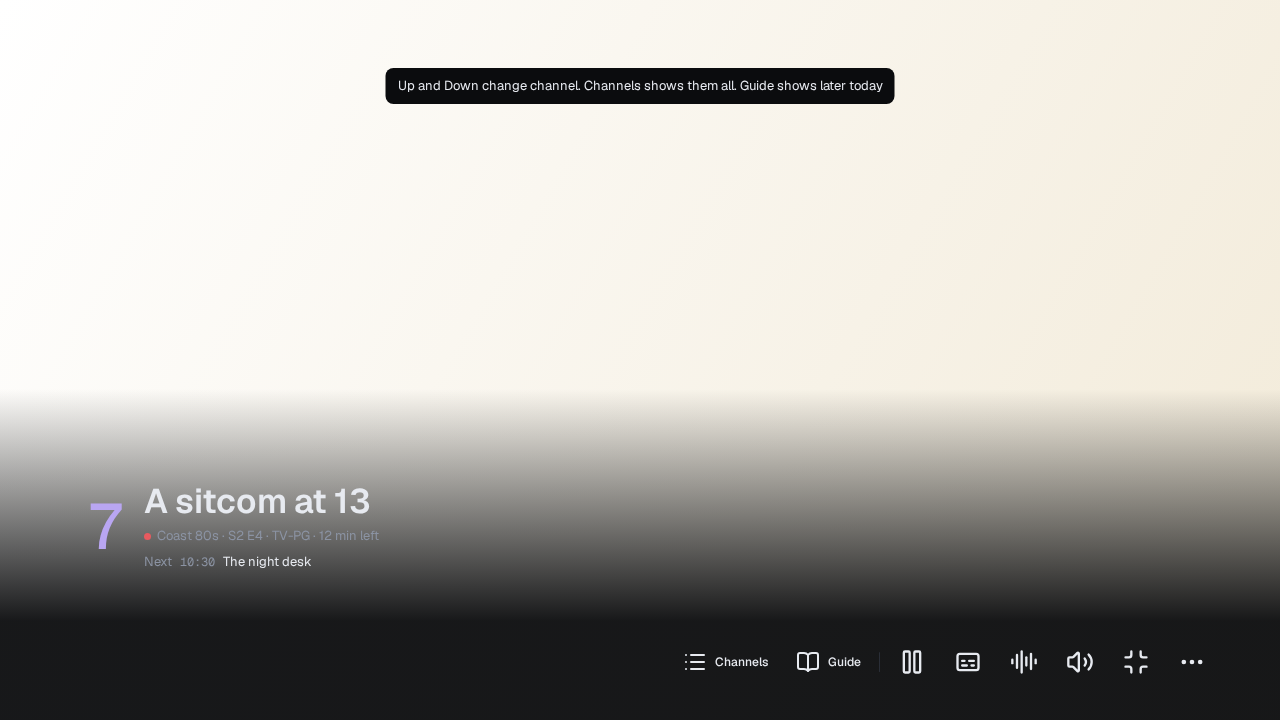 Up and Down change channel. Channels shows them all. Guide shows later today
7
A sitcom at 13
Coast 80s · S2 E4 · TV-PG · 12 min left
Next 10:30 The night desk
Channels Guide